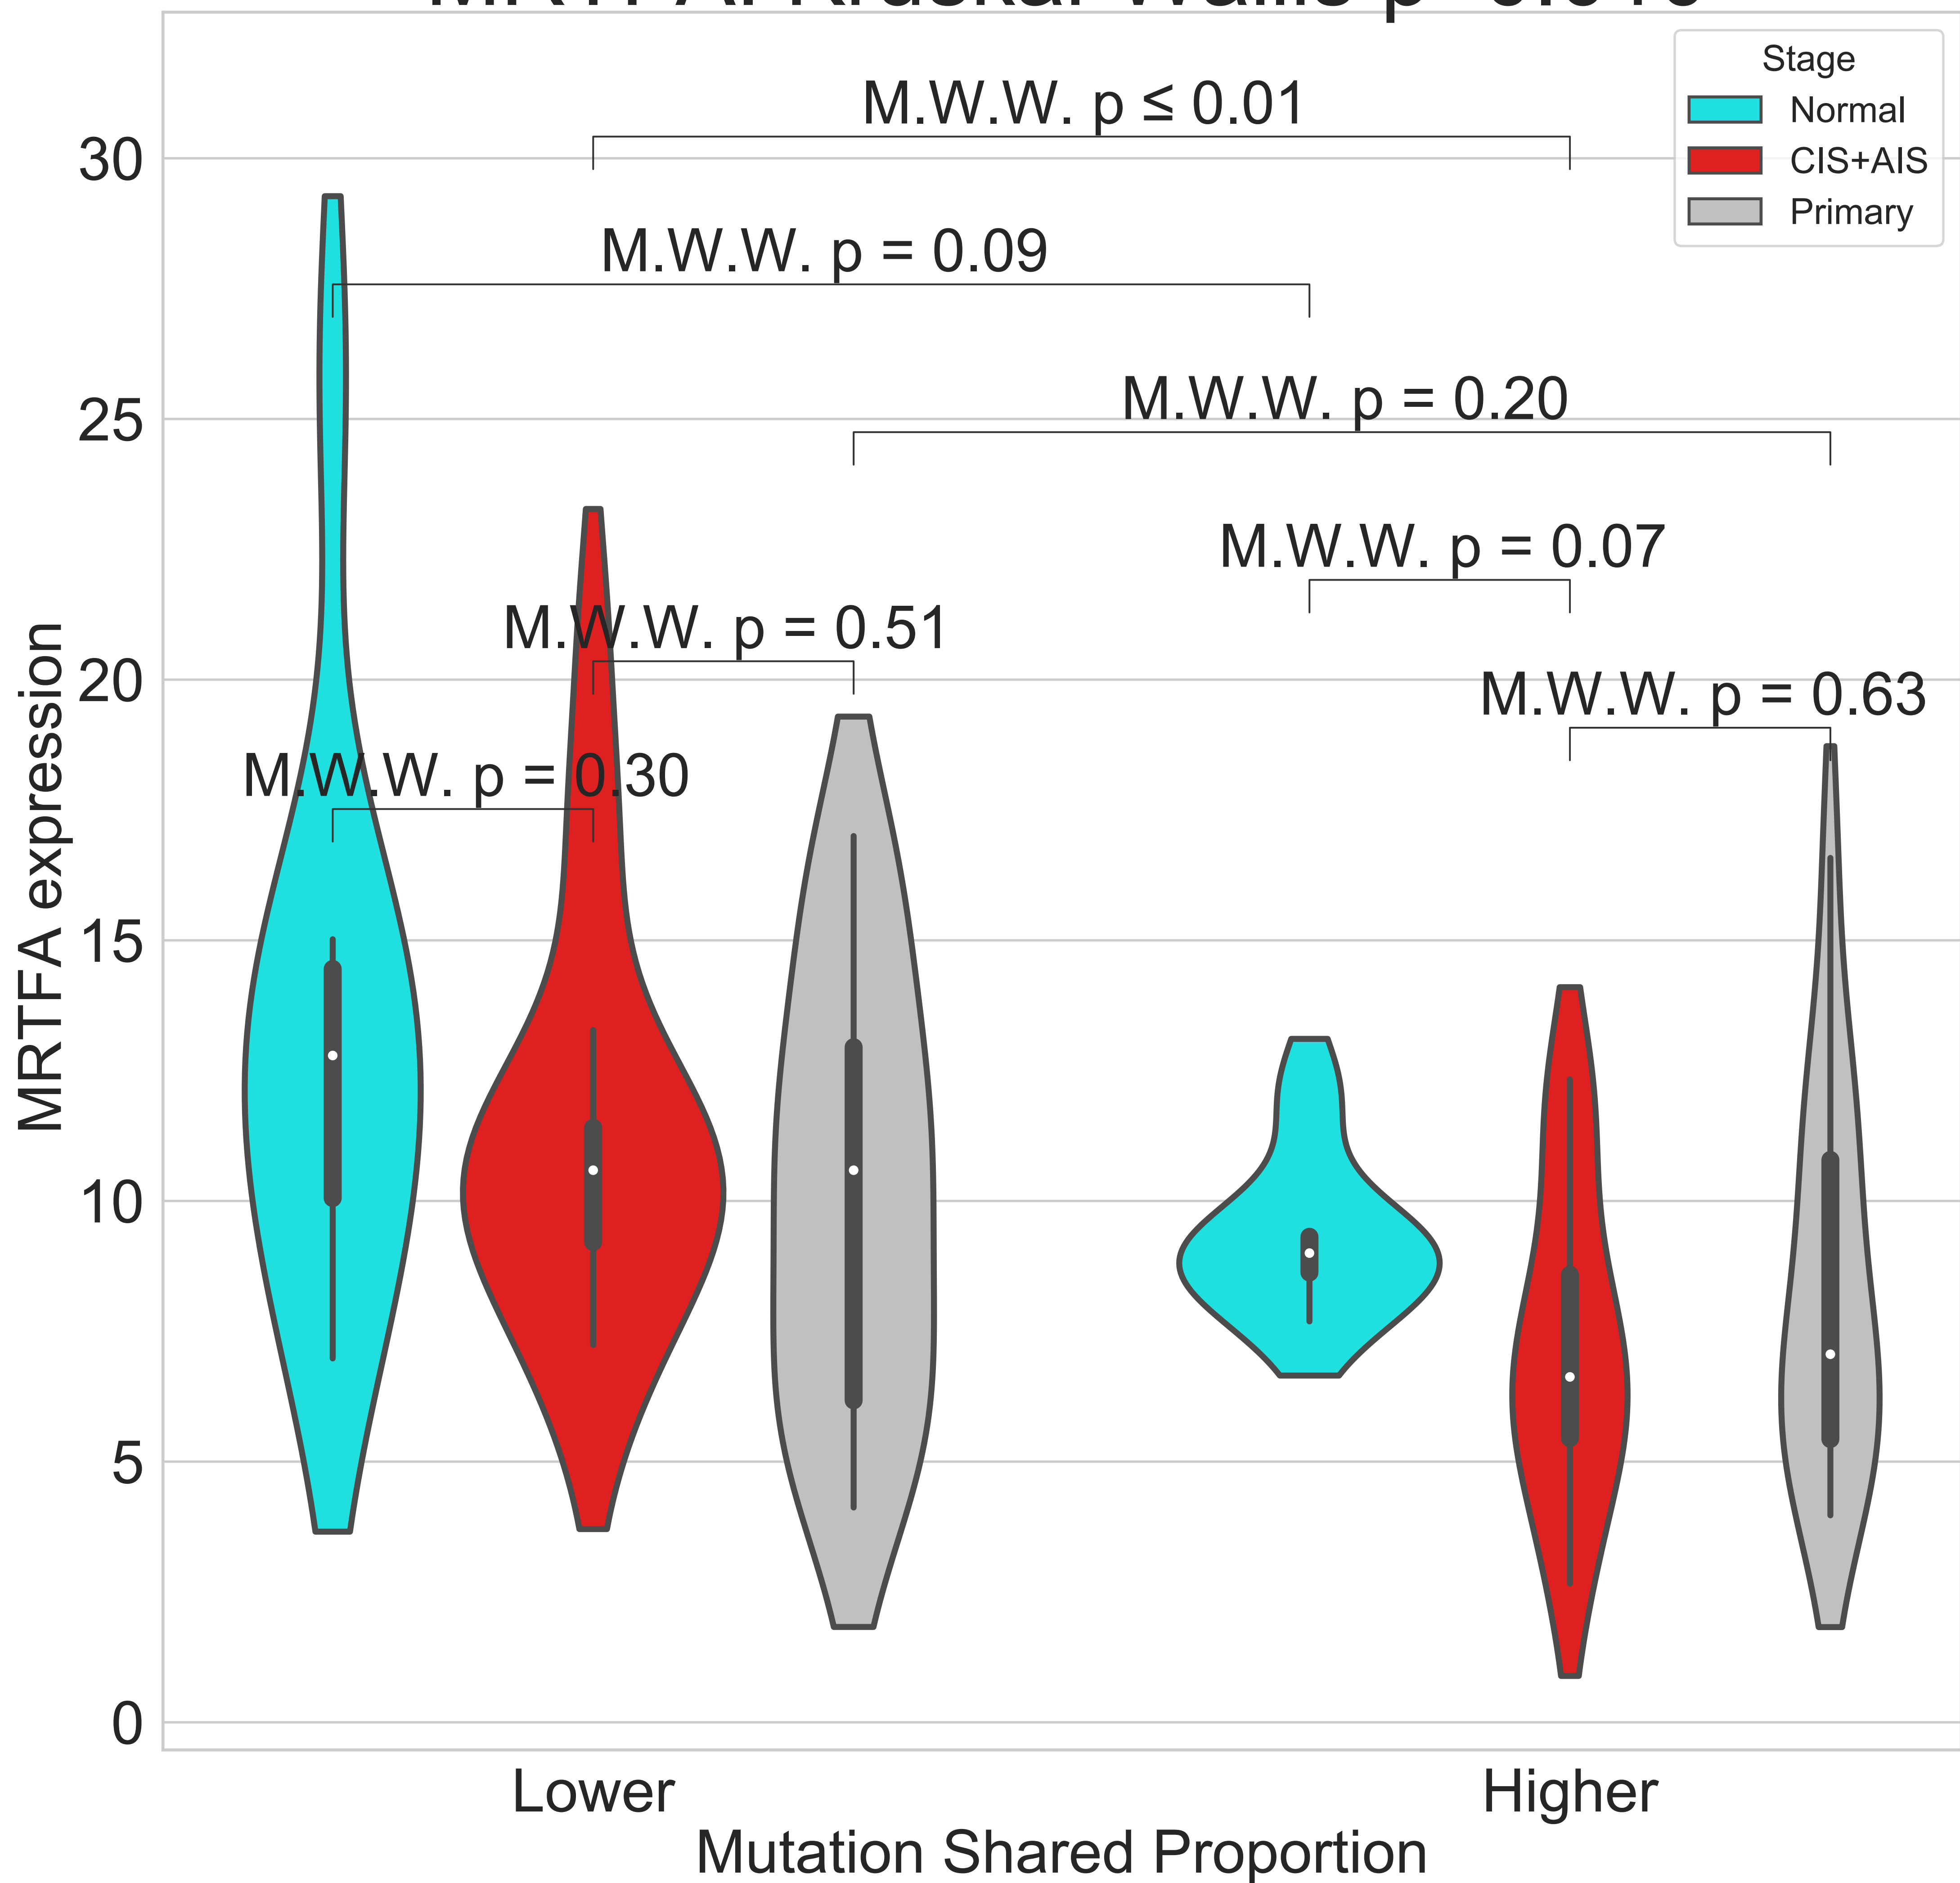 Stage
Normal
CIS+AIS
Primary
M.W.W. p ≤ 0.01
M.W.W. p = 0.09
M.W.W. p = 0.20
M.W.W. p = 0.07
M.W.W. p = 0.51
M.W.W. p = 0.63
M.W.W. p = 0.30
MRTFA expression
30
25
20
15
10
5
0
Lower
Higher
Mutation Shared Proportion